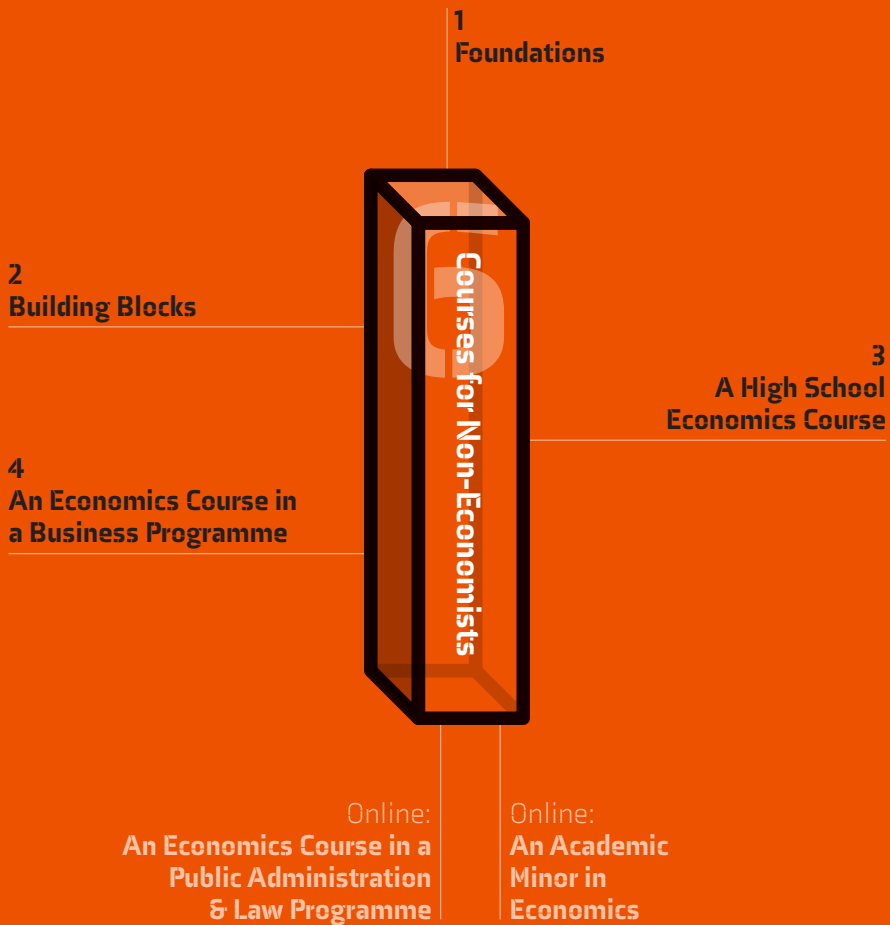 1
Foundations
6
Courses for Non-Economists
2
Building Blocks
3
A High School
Economics Course
4
An Economics Course in
a Business Programme
Online:
An Economics Course in a
Public Administration
& Law Programme
Online:
An Academic
Minor in
Economics